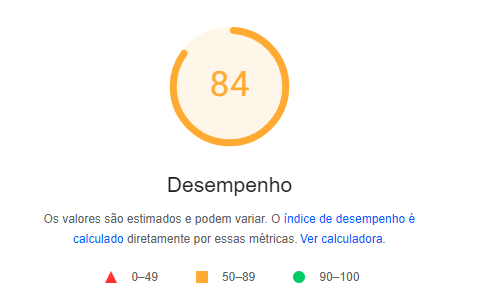 84
Desempenho
Os valores são estimados e podem variar. O índice de desempenho é
calculado diretamente por essas métricas. Ver calculadora.
0–49 50–89 90–100